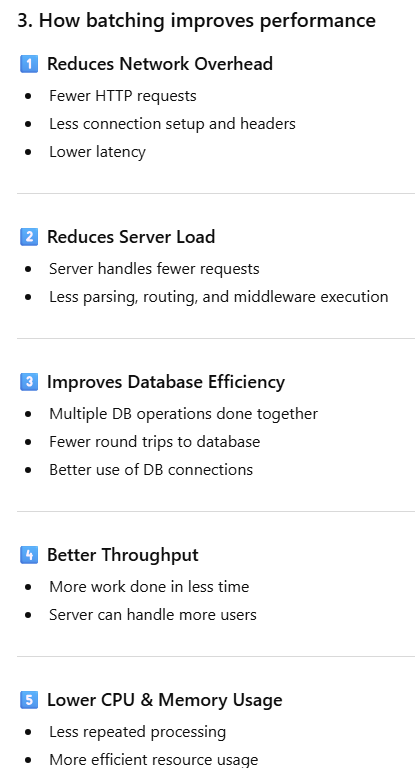 3. How batching improves performance
1 Reduces Network Overhead
• Fewer HTTP requests
• Less connection setup and headers
• Lower latency
2 Reduces Server Load
• Server handles fewer requests
• Less parsing, routing, and middleware execution
3 Improves Database Efficiency
• Multiple DB operations done together
• Fewer round trips to database
• Better use of DB connections
4 Better Throughput
• More work done in less time
• Server can handle more users
5 Lower CPU & Memory Usage
• Less repeated processing
• More efficient resource usage